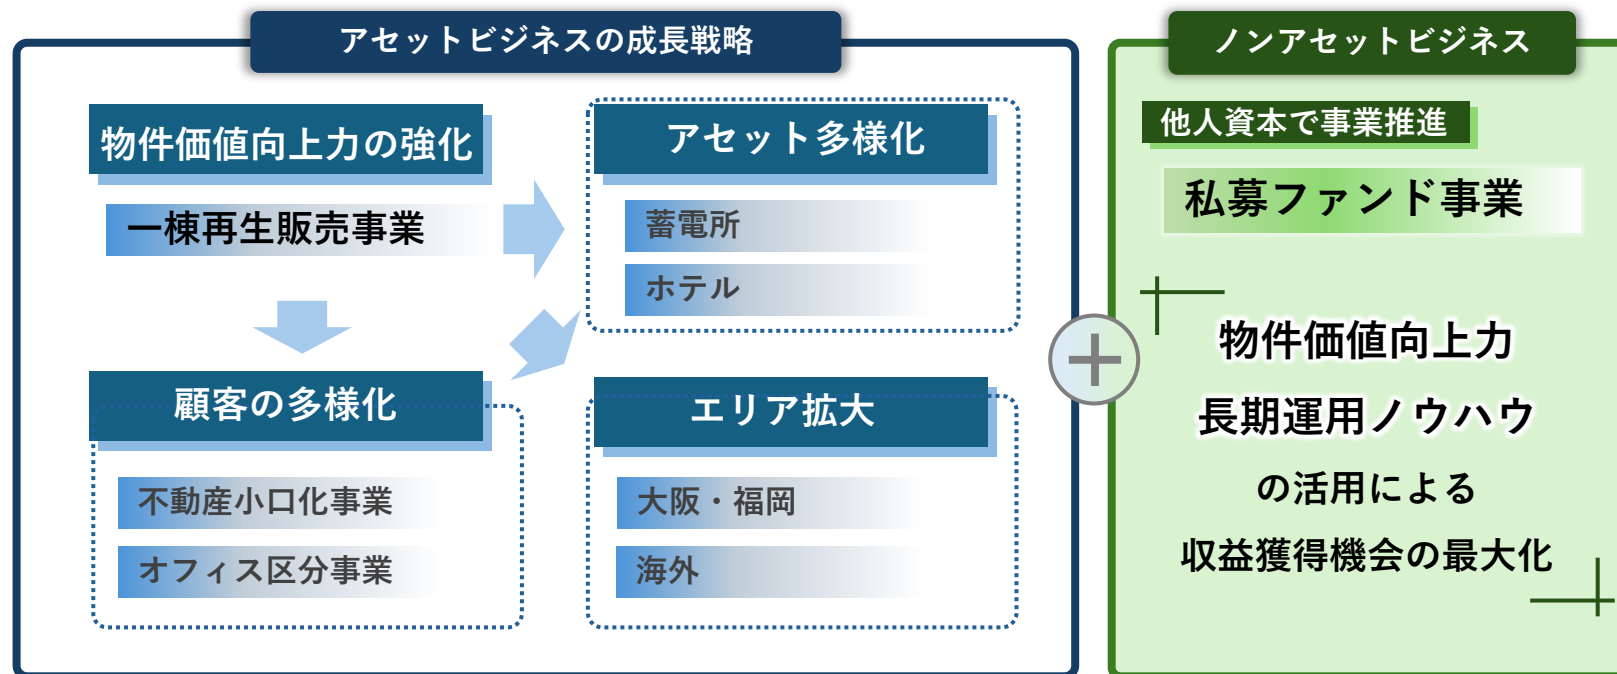 アセットビジネスの成長戦略
物件価値向上力の強化
一棟再生販売事業
アセット多様化
蓄電所
ホテル
顧客の多様化
不動産小口化事業
オフィス区分事業
エリア拡大
大阪・福岡
海外
ノンアセットビジネス
他人資本で事業推進
私募ファンド事業
物件価値向上力
長期運用ノウハウ
の活用による
収益獲得機会の最大化